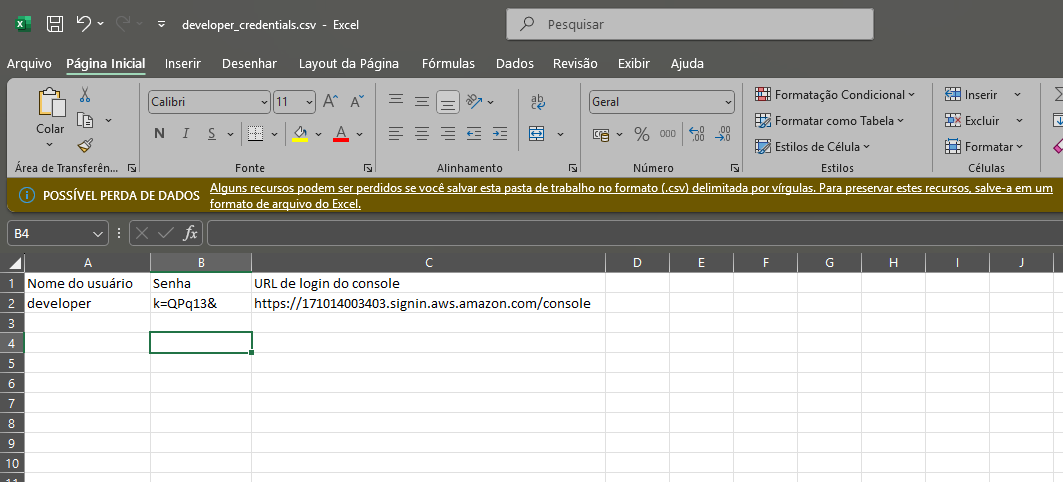 developer_credentials.csv - Excel
Pesquisar
Arquivo Página Inicial Inserir Desenhar Layout da Página Fórmulas Dados Revisão Exibir Ajuda
Colar
Área de Transferên...
Calibri 11
N I S
A A
A
Fonte
ab
c
Alinhamento
Geral
% 000
Número
Formatação Condicional
Formatar como Tabela
Estilos de Célula
Estilos
Inserir
Excluir
Formatar
Células
POSSÍVEL PERDA DE DADOS Alguns recursos podem ser perdidos se você salvar esta pasta de trabalho no formato (.csv) delimitada por vírgulas. Para preservar estes recursos, salve-a em um
formato de arquivo do Excel.
B4 fx
A B C D E F G H I J
1 Nome do usuário Senha URL de login do console
2 developer k=QPq13& https://171014003403.signin.aws.amazon.com/console
3
4
5
6
7
8
9
10
11